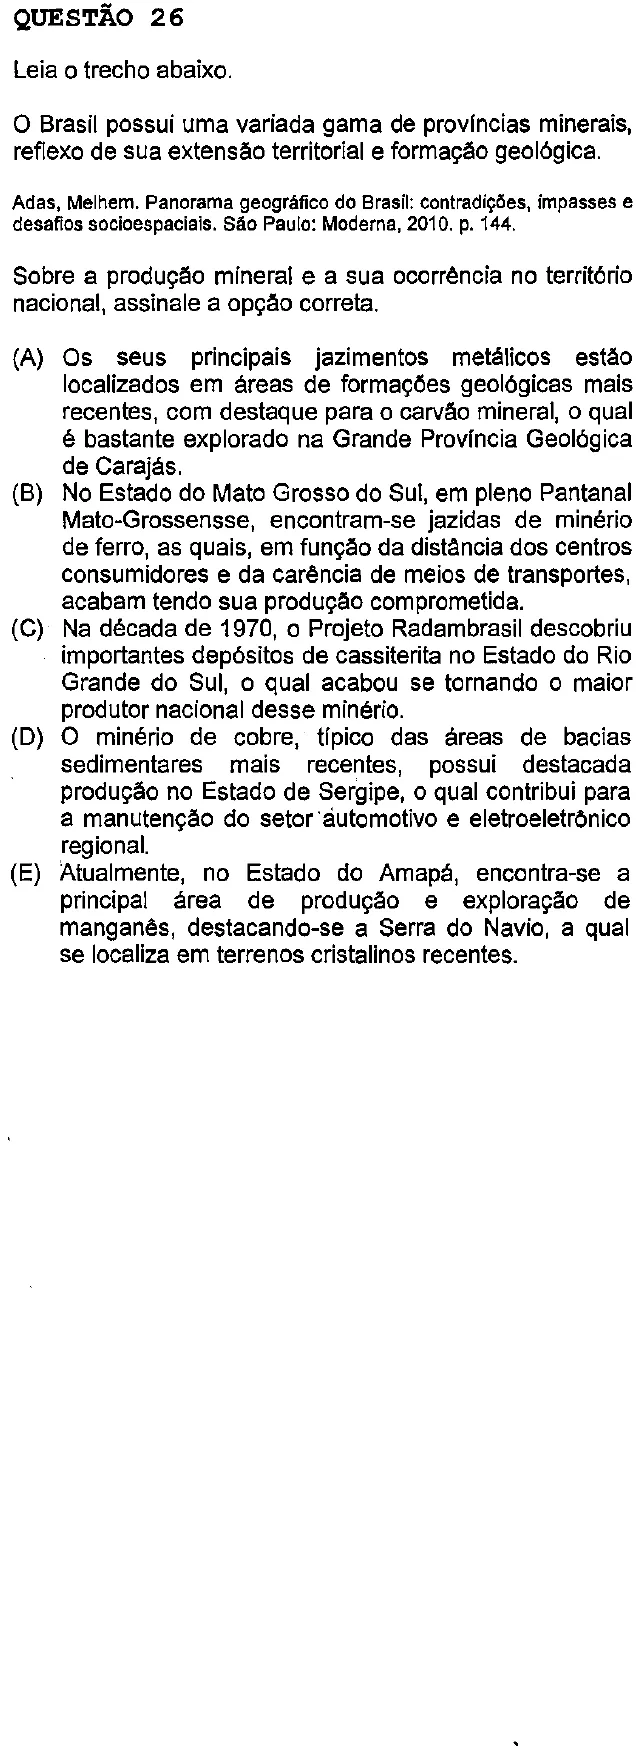 QUESTÃO 26
Leia o trecho abaixo.
O Brasil possui uma variada gama de províncias minerais,
reflexo de sua extensão territorial e formação geológica.
Adas, Melhem. Panorama geográfico do Brasil: contradições, impasses e
desafios socioespaciais. São Paulo: Moderna, 2010. p. 144.
Sobre a produção mineral e a sua ocorrência no território
nacional, assinale a opção correta.
(A) Os seus principais jazimentos metálicos estão
localizados em áreas de formações geológicas mais
recentes, com destaque para o carvão mineral, o qual
é bastante explorado na Grande Província Geológica
de Carajás.
(B) No Estado do Mato Grosso do Sul, em pleno Pantanal
Mato-Grossensse, encontram-se jazidas de minério
de ferro, as quais, em função da distância dos centros
consumidores e da carência de meios de transportes,
acabam tendo sua produção comprometida.
(C) Na década de 1970, o Projeto Radambrasil descobriu
importantes depósitos de cassiterita no Estado do Rio
Grande do Sul, o qual acabou se tornando o maior
produtor nacional desse minério.
(D) O minério de cobre, típico das áreas de bacias
sedimentares mais recentes, possui destacada
produção no Estado de Sergipe, o qual contribui para
a manutenção do setor automotivo e eletroeletrônico
regional.
(E) Atualmente, no Estado do Amapá, encontra-se a
principal área de produção e exploração de
manganês, destacando-se a Serra do Navio, a qual
se localiza em terrenos cristalinos recentes.